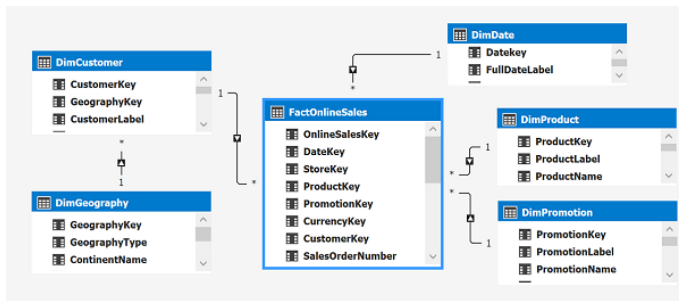 DimCustomer
CustomerKey
GeographyKey
CustomerLabel
1
*
*
1
DimGeography
GeographyKey
GeographyType
ContinentName
FactOnlineSales
OnlineSalesKey
DateKey
StoreKey
ProductKey
PromotionKey
CurrencyKey
CustomerKey
SalesOrderNumber
DimDate
Datekey
FullDateLabel
1
*
DimProduct
ProductKey
ProductLabel
ProductName
1
*
*
1
DimPromotion
PromotionKey
PromotionLabel
PromotionName